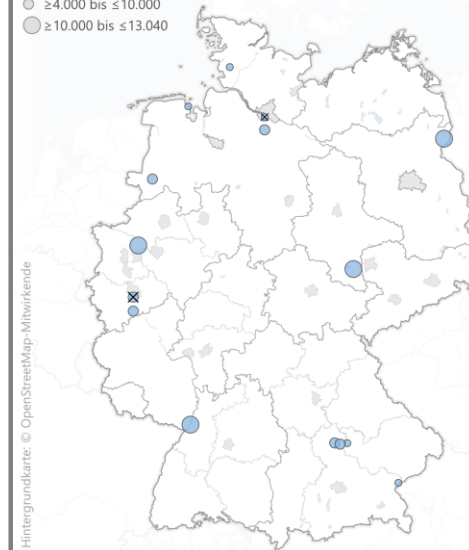 ≥4.000 bis ≤10.000
≥10.000 bis ≤13.040
Hintergrundkarte: © OpenStreetMap-Mitwirkende